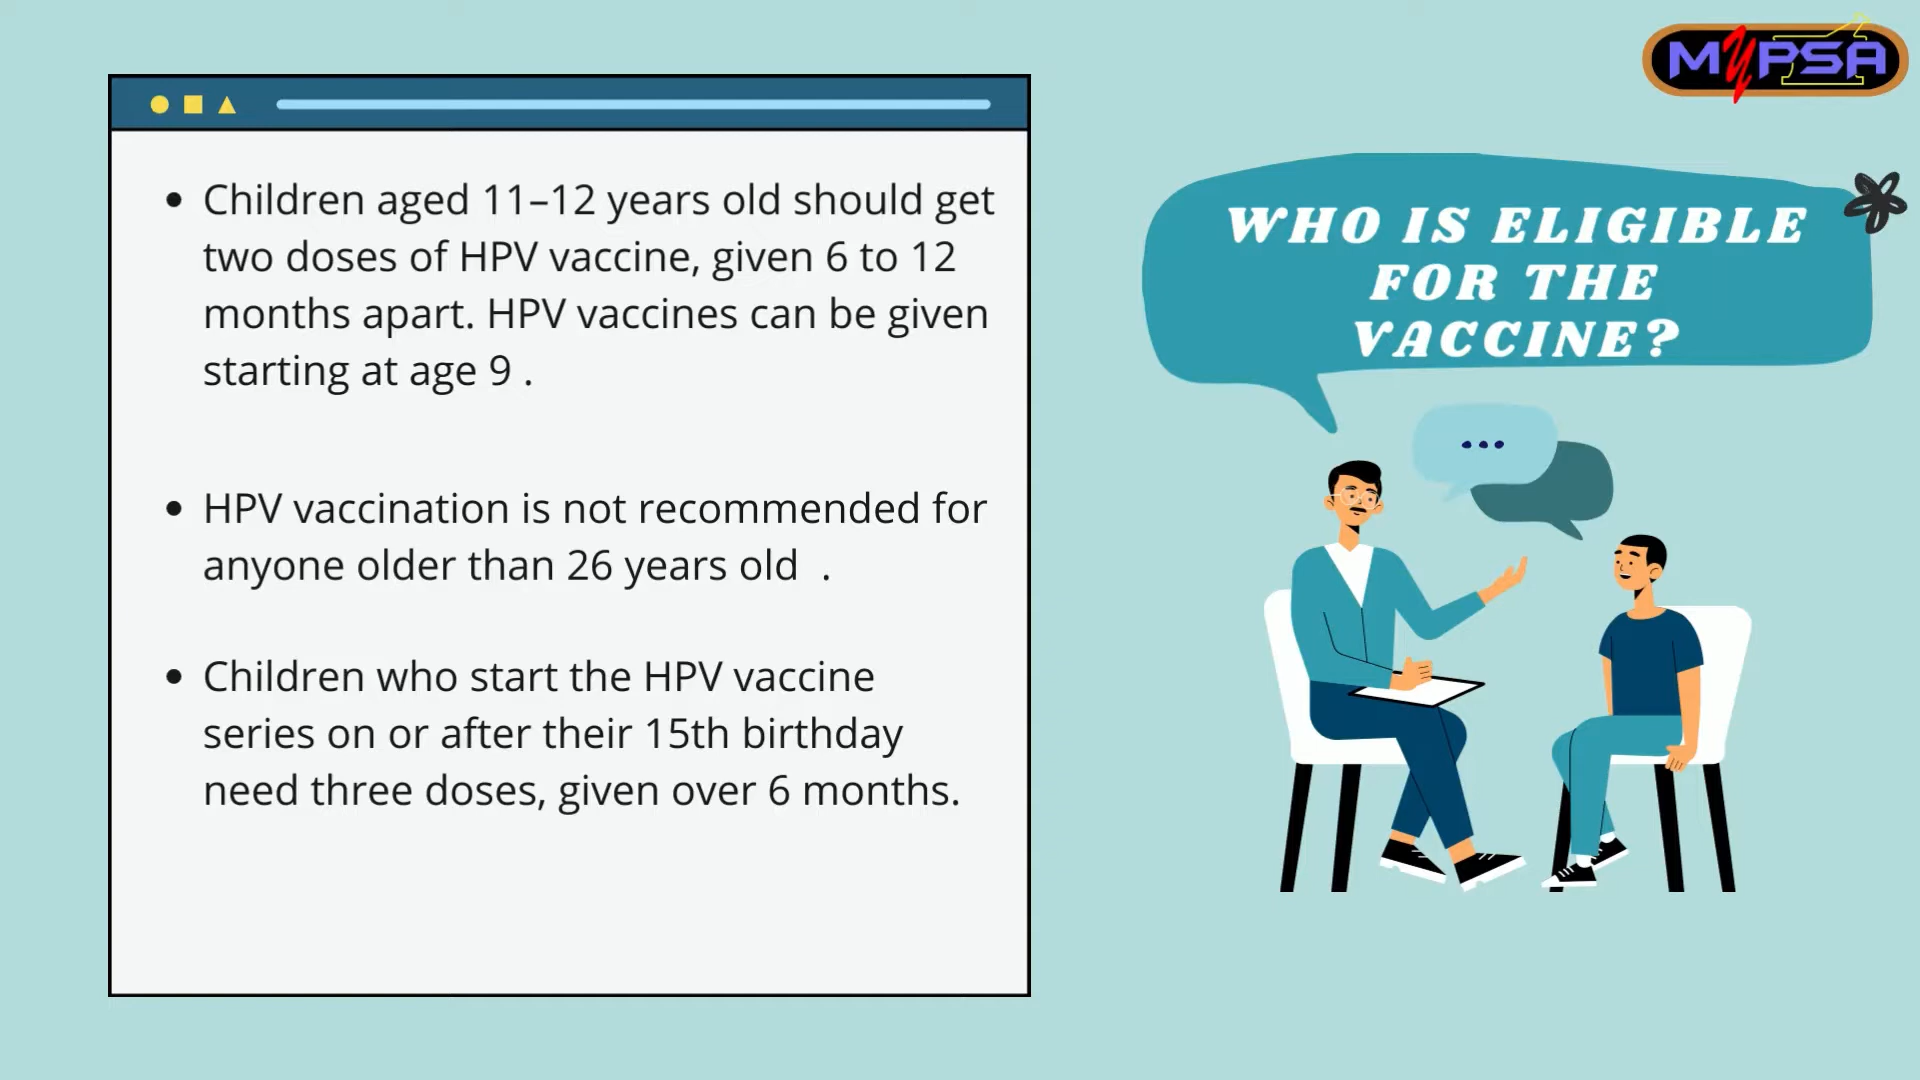 MYPSA
WHO IS ELIGIBLE
FOR THE
VACCINE?
• Children aged 11–12 years old should get
two doses of HPV vaccine, given 6 to 12
months apart. HPV vaccines can be given
starting at age 9 .
• HPV vaccination is not recommended for
anyone older than 26 years old  .
• Children who start the HPV vaccine
series on or after their 15th birthday
need three doses, given over 6 months.